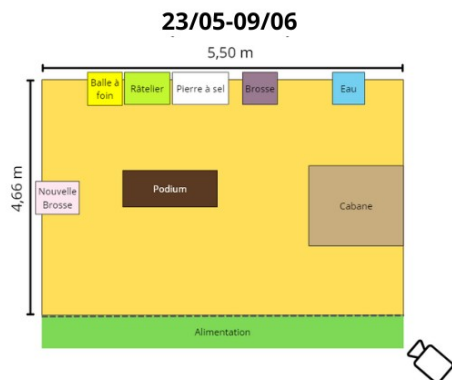 23/05-09/06
5,50 m
Balle à
foin
Râtelier
Pierre à sel
Brosse
Eau
4,66 m
Nouvelle
Brosse
Podium
Cabane
Alimentation